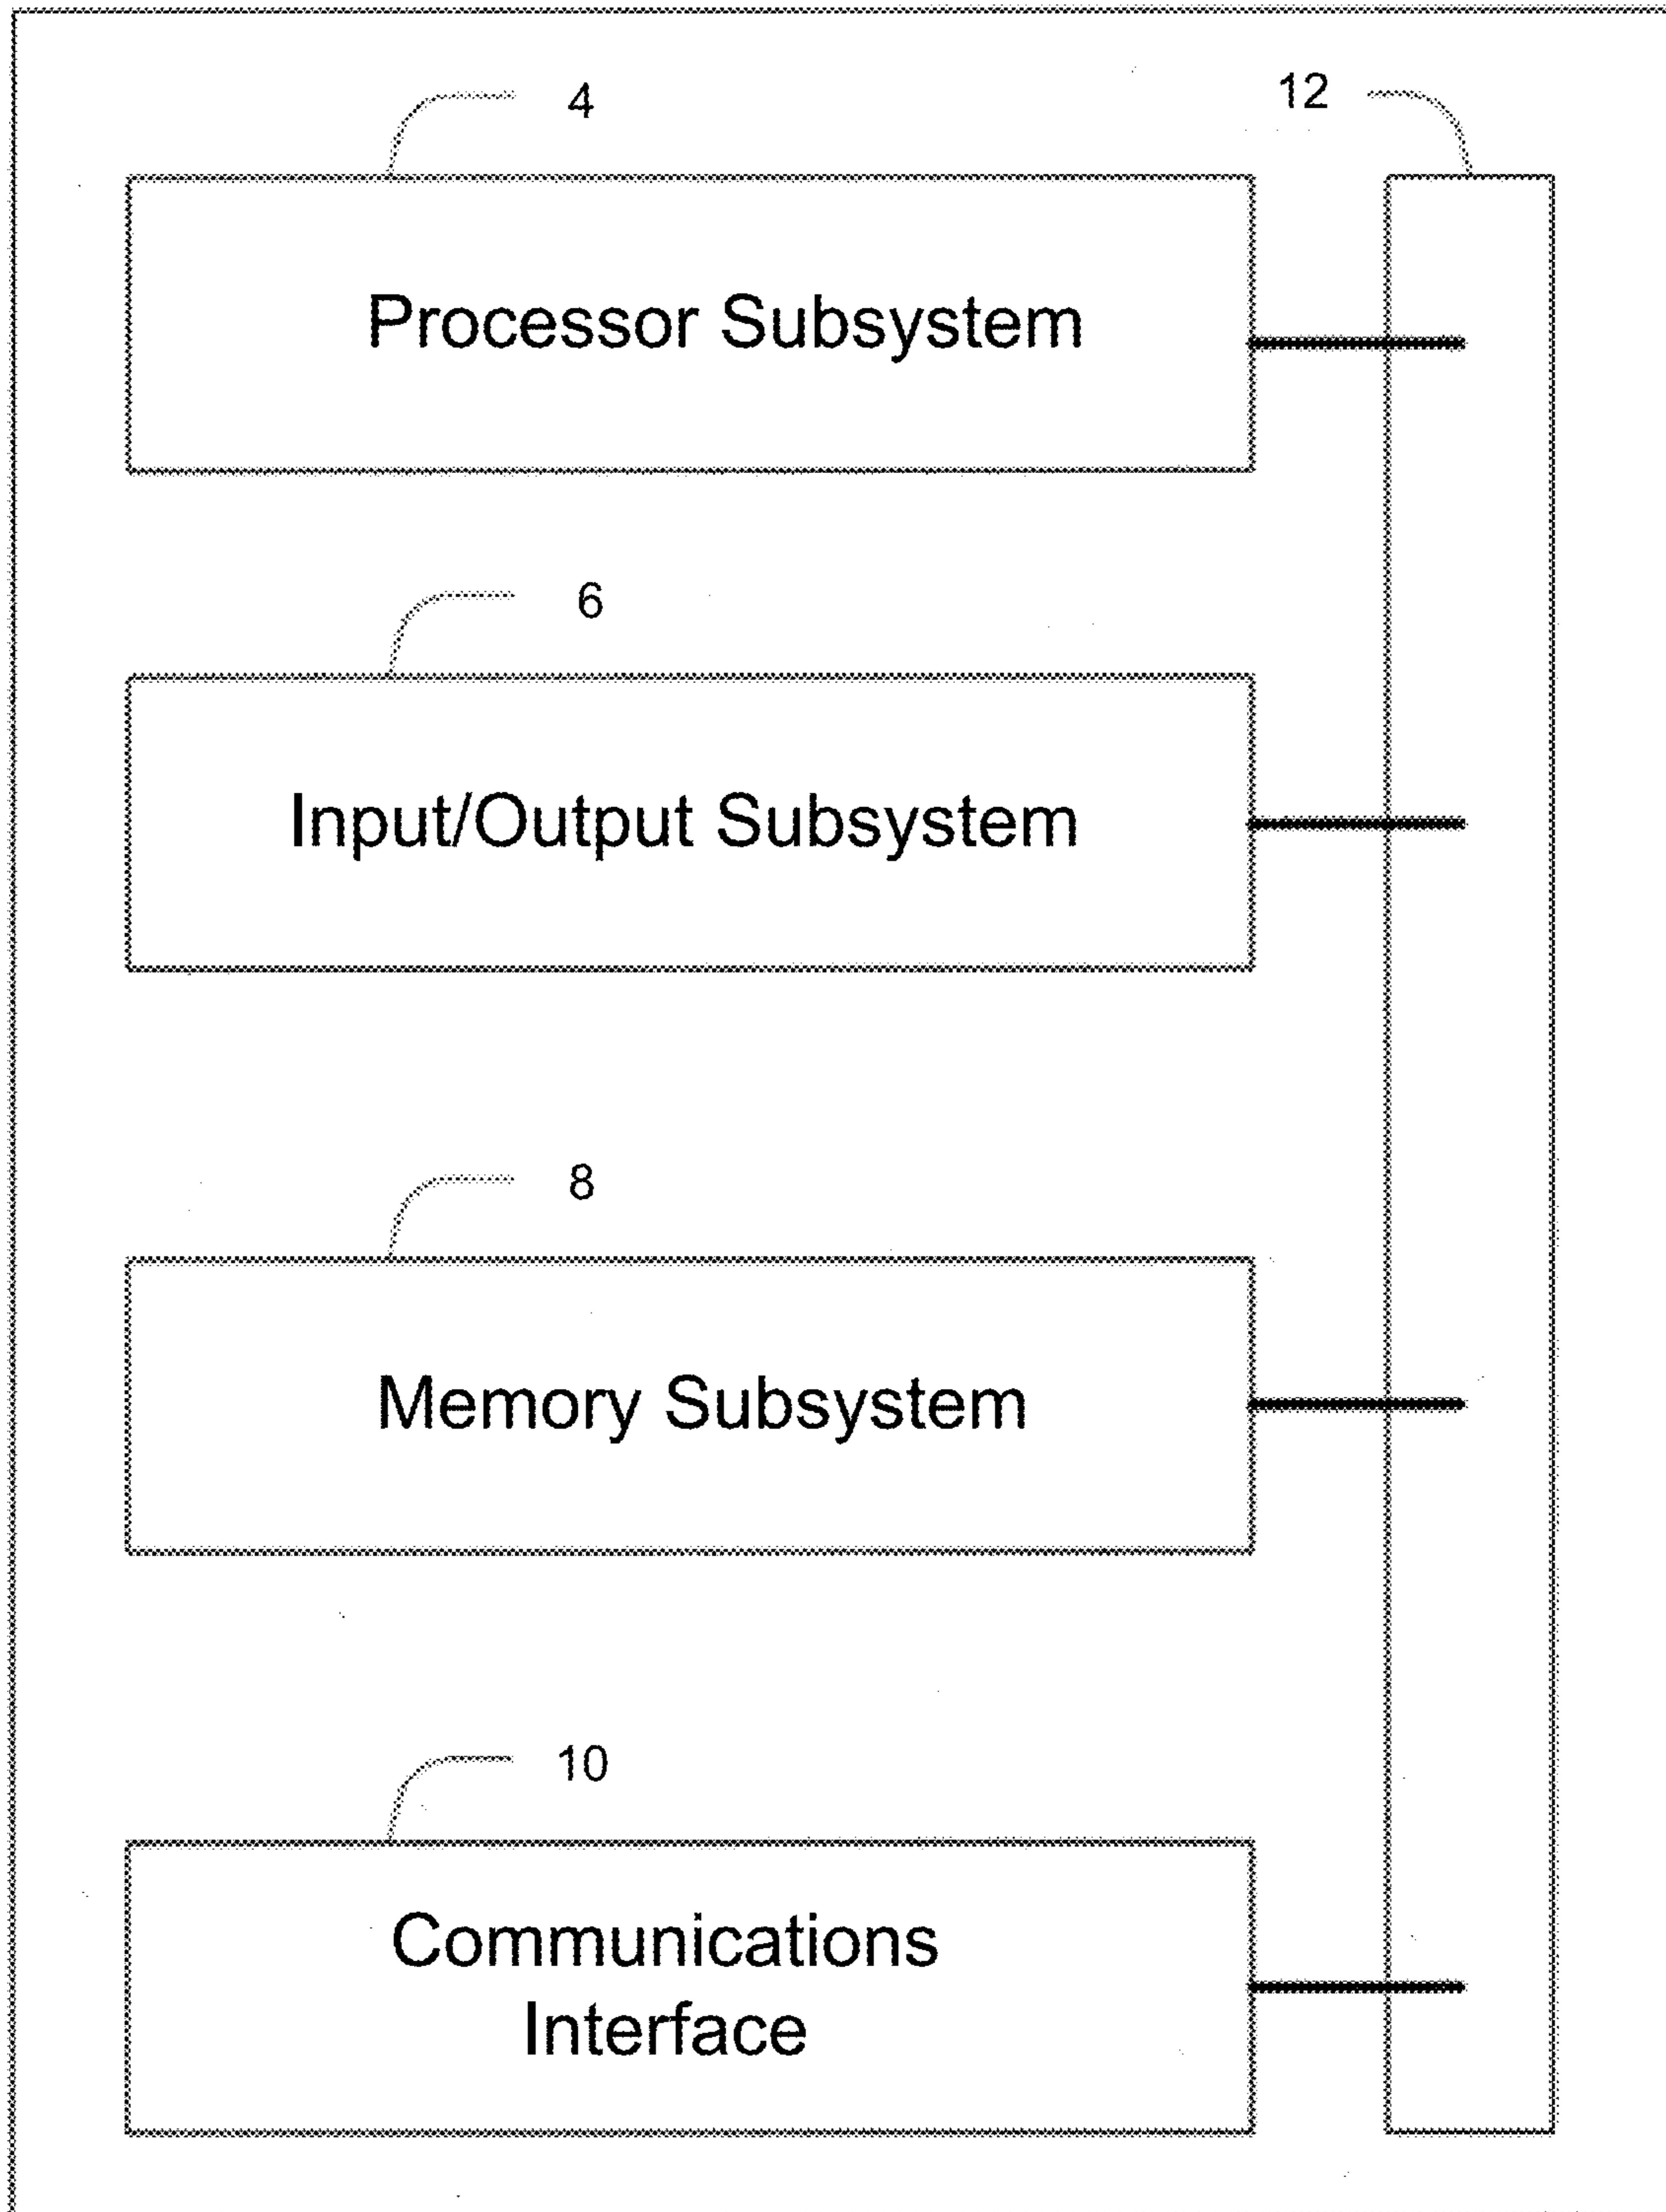 4
12
Processor Subsystem
6
Input/Output Subsystem
8
Memory Subsystem
10
Communications
Interface